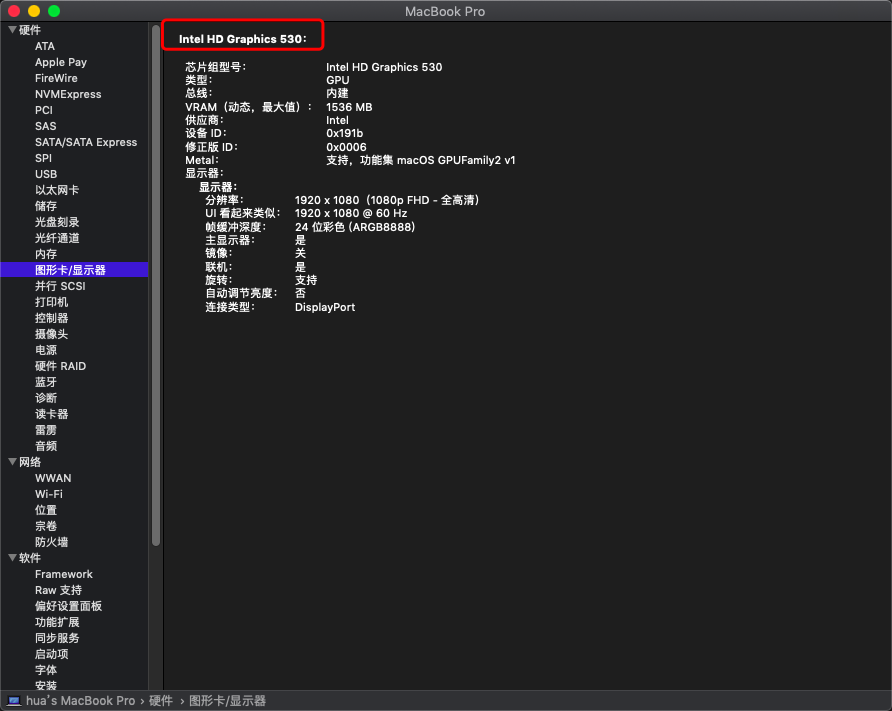 MacBook Pro
硬件
ATA
Apple Pay
FireWire
NVMExpress
PCI
SAS
SATA/SATA Express
SPI
USB
以太网卡
储存
光盘刻录
光纤通道
内存
图形卡/显示器
并行 SCSI
打印机
控制器
摄像头
电源
硬件 RAID
蓝牙
诊断
读卡器
雷雳
音频
网络
WWAN
Wi-Fi
位置
宗卷
防火墙
软件
Framework
Raw 支持
偏好设置面板
功能扩展
同步服务
启动项
字体
安装
Intel HD Graphics 530：
芯片组型号： Intel HD Graphics 530
类型： GPU
总线： 内建
VRAM（动态，最大值）： 1536 MB
供应商： Intel
设备 ID： 0x191b
修正版 ID： 0x0006
Metal： 支持，功能集 macOS GPUFamily2 v1
显示器：
显示器：
分辨率： 1920 x 1080（1080p FHD - 全高清）
UI 看起来类似： 1920 x 1080 @ 60 Hz
帧缓冲深度： 24 位彩色 (ARGB8888)
主显示器： 是
镜像： 关
联机： 是
旋转： 支持
自动调节亮度： 否
连接类型： DisplayPort
hua's MacBook Pro › 硬件 › 图形卡/显示器